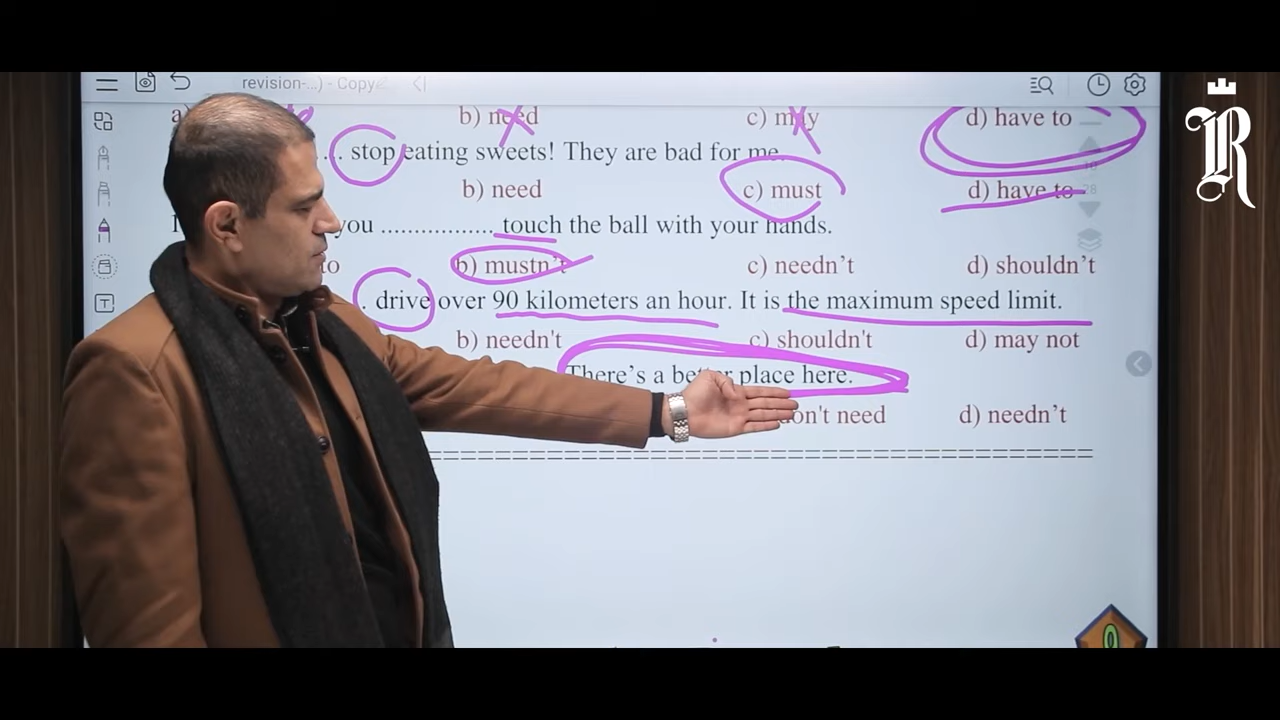 revision-...) - Copy
a) b) need c) may d) have to
... stop eating sweets! They are bad for me.
b) need c) must d) have to
you .................. touch the ball with your hands.
to b) mustn't c) needn't d) shouldn't
. drive over 90 kilometers an hour. It is the maximum speed limit.
b) needn't c) shouldn't d) may not
There's a better place here.
don't need d) needn't
R
28